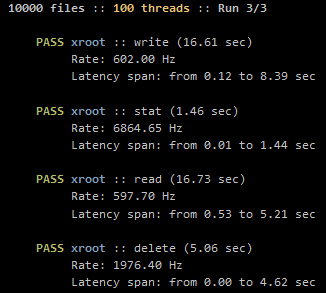 10000 files :: 100 threads :: Run 3/3
PASS xroot :: write (16.61 sec)
Rate: 602.00 Hz
Latency span: from 0.12 to 8.39 sec
PASS xroot :: stat (1.46 sec)
Rate: 6864.65 Hz
Latency span: from 0.01 to 1.44 sec
PASS xroot :: read (16.73 sec)
Rate: 597.70 Hz
Latency span: from 0.53 to 5.21 sec
PASS xroot :: delete (5.06 sec)
Rate: 1976.40 Hz
Latency span: from 0.00 to 4.62 sec